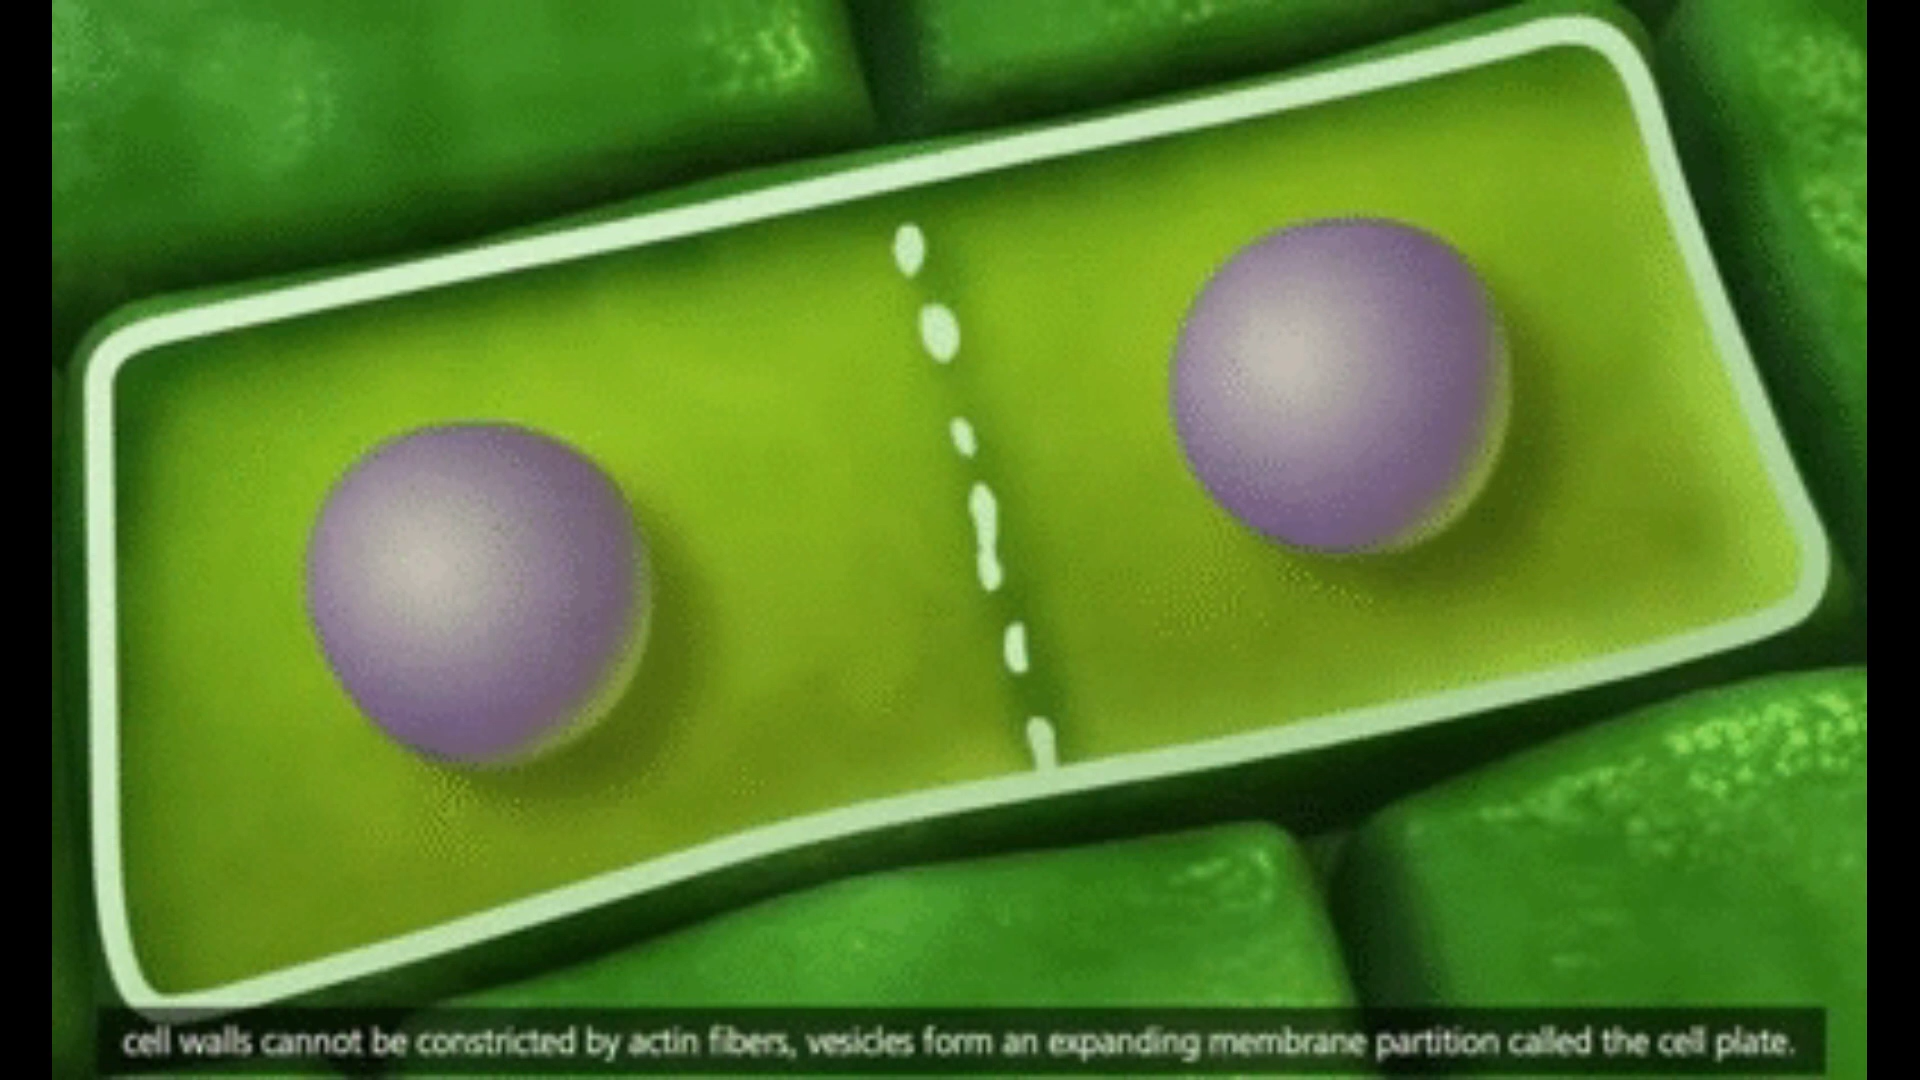 cell walls cannot be constricted by actin fibers, vesicles form an expanding membrane partition called the cell plate.